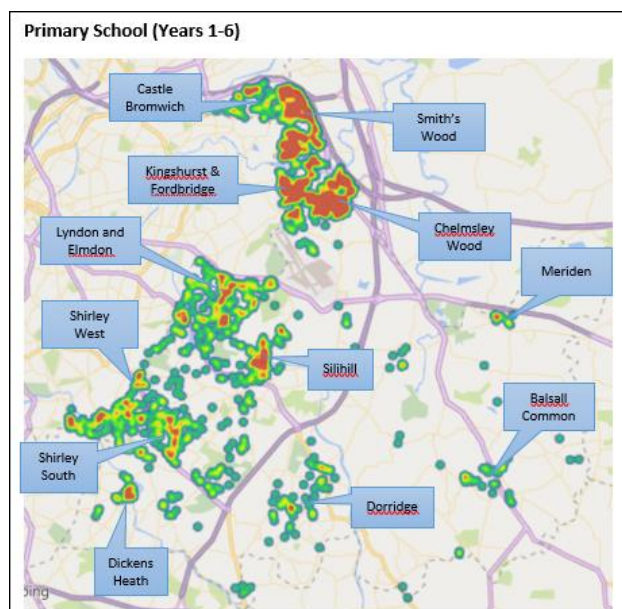 Primary School (Years 1-6)
Castle
Bromwich
Smith's
Wood
Kingshurst &
Fordbridge
Chelmsley
Wood
Lyndon and
Elmdon
Meriden
Shirley
West
Silihill
Balsall
Common
Shirley
South
Dorridge
Dickens
Heath